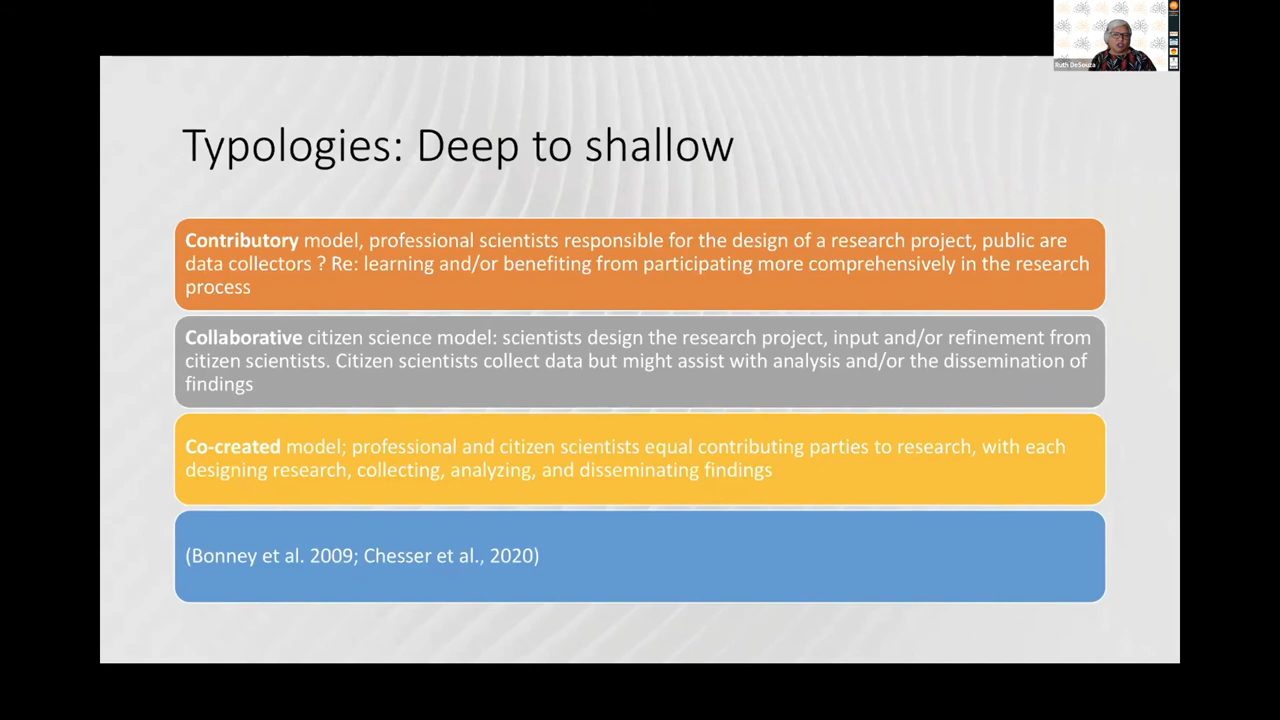 Ruth DeSouza
Typologies: Deep to shallow
Contributory model, professional scientists responsible for the design of a research project, public are
data collectors ? Re: learning and/or benefiting from participating more comprehensively in the research
process
Collaborative citizen science model: scientists design the research project, input and/or refinement from
citizen scientists. Citizen scientists collect data but might assist with analysis and/or the dissemination of
findings
Co-created model; professional and citizen scientists equal contributing parties to research, with each
designing research, collecting, analyzing, and disseminating findings
(Bonney et al. 2009; Chesser et al., 2020)